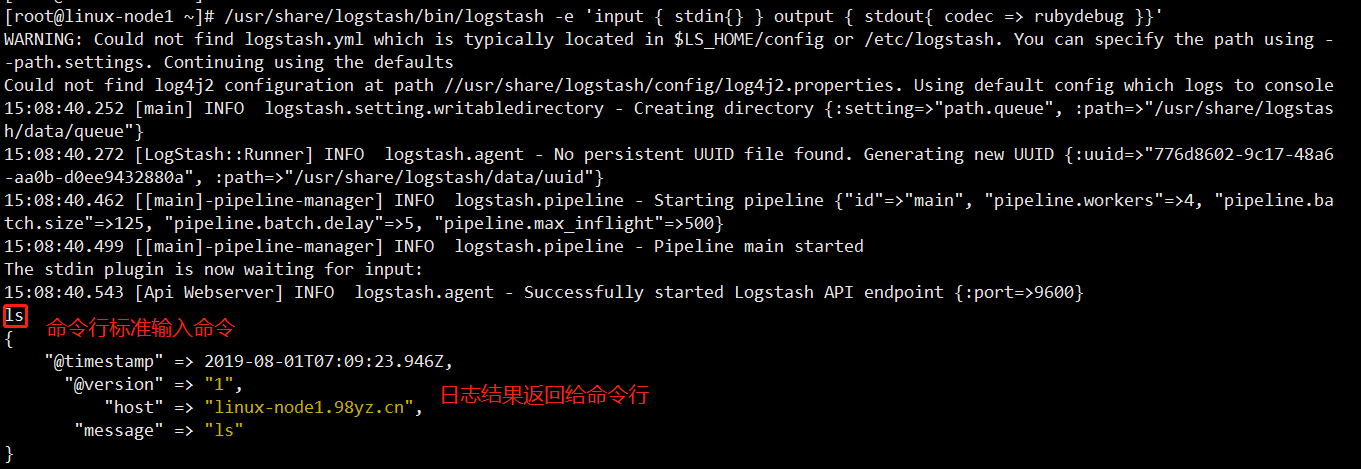 [root@linux-node1 ~]# /usr/share/logstash/bin/logstash -e 'input { stdin{} } output { stdout{ codec => rubydebug }}'
WARNING: Could not find logstash.yml which is typically located in $LS_HOME/config or /etc/logstash. You can specify the path using -
-path.settings. Continuing using the defaults
Could not find log4j2 configuration at path //usr/share/logstash/config/log4j2.properties. Using default config which logs to console
15:08:40.252 [main] INFO  logstash.setting.writabledirectory - Creating directory {:setting=>"path.queue", :path=>"/usr/share/logstas
h/data/queue"}
15:08:40.272 [LogStash::Runner] INFO  logstash.agent - No persistent UUID file found. Generating new UUID {:uuid=>"776d8602-9c17-48a6
-aa0b-d0ee9432880a", :path=>"/usr/share/logstash/data/uuid"}
15:08:40.462 [[main]-pipeline-manager] INFO  logstash.pipeline - Starting pipeline {"id"=>"main", "pipeline.workers"=>4, "pipeline.ba
tch.size"=>125, "pipeline.batch.delay"=>5, "pipeline.max_inflight"=>500}
15:08:40.499 [[main]-pipeline-manager] INFO  logstash.pipeline - Pipeline main started
The stdin plugin is now waiting for input:
15:08:40.543 [Api Webserver] INFO  logstash.agent - Successfully started Logstash API endpoint {:port=>9600}
ls
命令行标准输入命令
{
    "@timestamp" => 2019-08-01T07:09:23.946Z,
      "@version" => "1",
          "host" => "linux-node1.98yz.cn",
日志结果返回给命令行
       "message" => "ls"
}